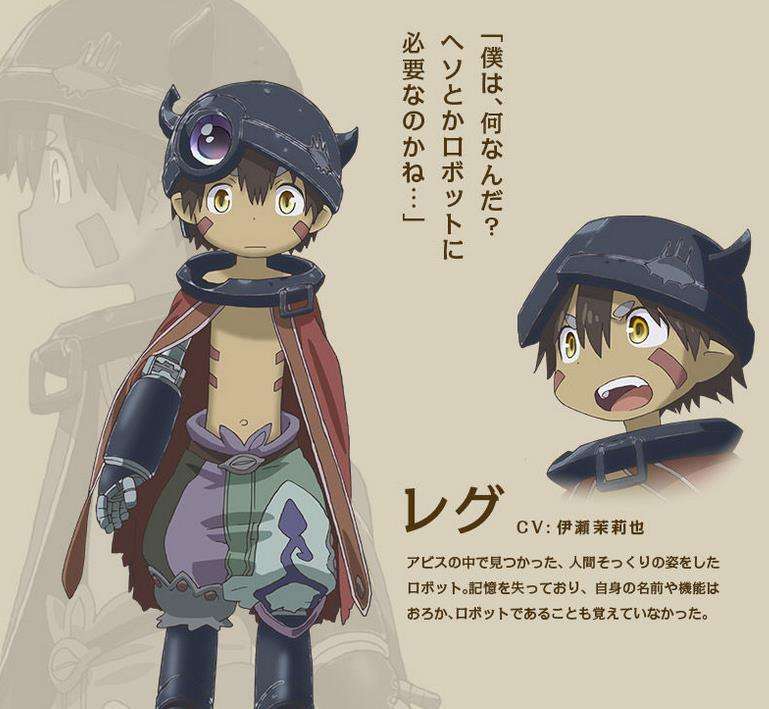 「僕は、何なんだ?
ヘソとかロボットに
必要なのかね…」
レグ
CV: 伊瀬茉莉也
アビスの中で見つかった、人間そっくりの姿をした
ロボット。記憶を失っており、自身の名前や機能は
おろか、ロボットであることも覚えていなかった。